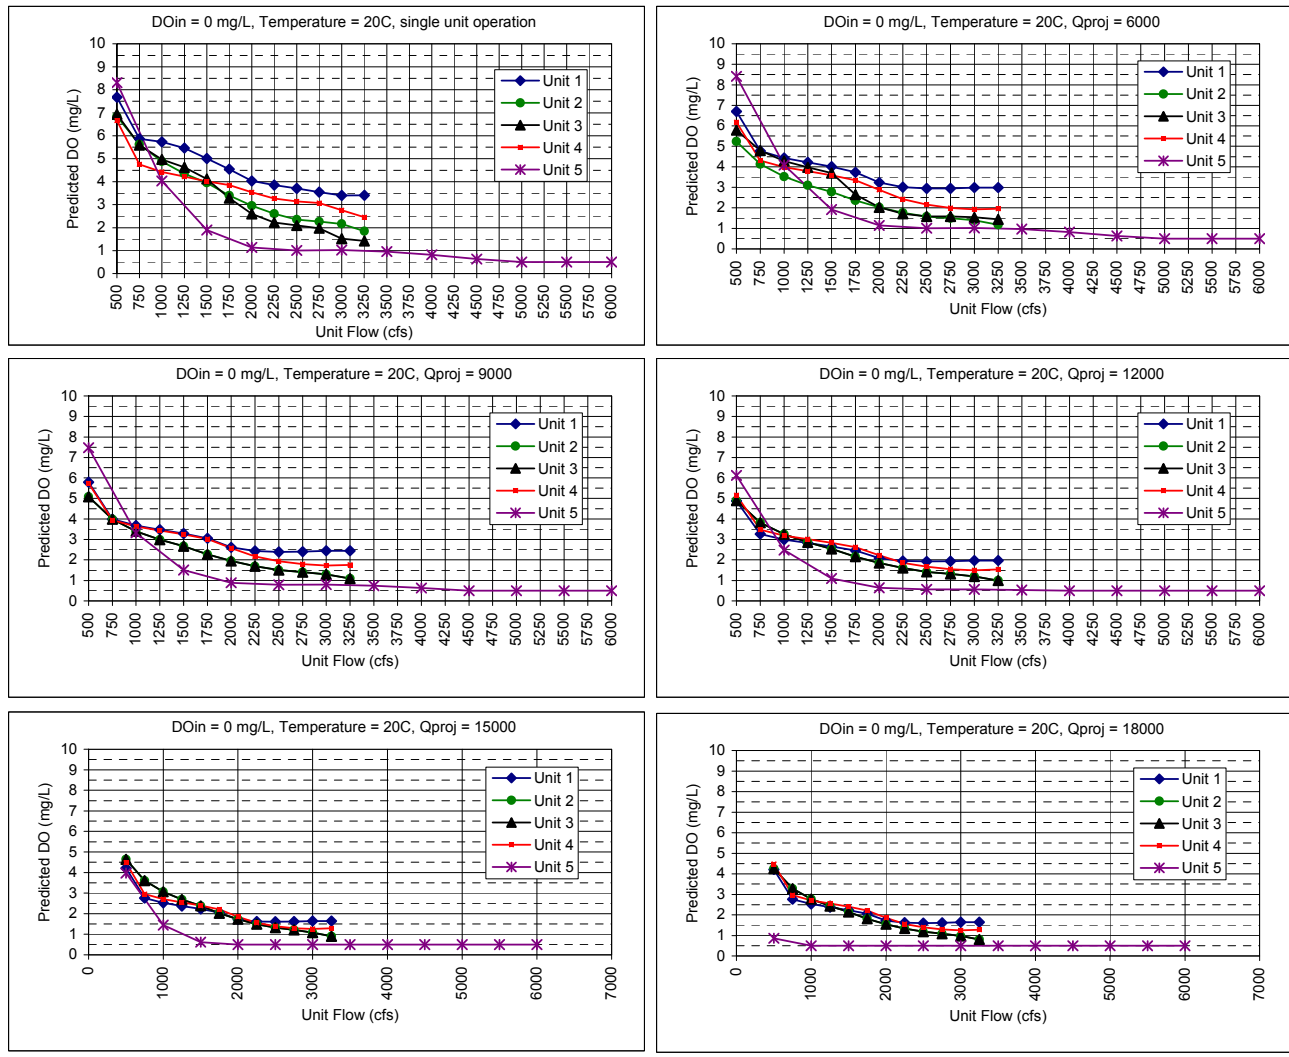 DOin = 0 mg/L, Temperature = 20C, single unit operation
Predicted DO (mg/L)
10
9
8
7
6
5
4
3
2
1
0
Unit 1
Unit 2
Unit 3
Unit 4
Unit 5
500 750 1000 1250 1500 1750 2000 2250 2500 2750 3000 3250 3500 3750 4000 4250 4500 4750 5000 5250 5500 5750 6000
Unit Flow (cfs)
DOin = 0 mg/L, Temperature = 20C, Qproj = 6000
Predicted DO (mg/L)
10
9
8
7
6
5
4
3
2
1
0
Unit 1
Unit 2
Unit 3
Unit 4
Unit 5
500 750 1000 1250 1500 1750 2000 2250 2500 2750 3000 3250 3500 3750 4000 4250 4500 4750 5000 5250 5500 5750 6000
Unit Flow (cfs)
DOin = 0 mg/L, Temperature = 20C, Qproj = 9000
Predicted DO (mg/L)
10
9
8
7
6
5
4
3
2
1
0
Unit 1
Unit 2
Unit 3
Unit 4
Unit 5
500 750 1000 1250 1500 1750 2000 2250 2500 2750 3000 3250 3500 3750 4000 4250 4500 4750 5000 5250 5500 5750 6000
Unit Flow (cfs)
DOin = 0 mg/L, Temperature = 20C, Qproj = 12000
Predicted DO (mg/L)
10
9
8
7
6
5
4
3
2
1
0
Unit 1
Unit 2
Unit 3
Unit 4
Unit 5
500 750 1000 1250 1500 1750 2000 2250 2500 2750 3000 3250 3500 3750 4000 4250 4500 4750 5000 5250 5500 5750 6000
Unit Flow (cfs)
DOin = 0 mg/L, Temperature = 20C, Qproj = 15000
Predicted DO (mg/L)
10
9
8
7
6
5
4
3
2
1
0
Unit 1
Unit 2
Unit 3
Unit 4
Unit 5
0 1000 2000 3000 4000 5000 6000 7000
Unit Flow (cfs)
DOin = 0 mg/L, Temperature = 20C, Qproj = 18000
Predicted DO (mg/L)
10
9
8
7
6
5
4
3
2
1
0
Unit 1
Unit 2
Unit 3
Unit 4
Unit 5
0 1000 2000 3000 4000 5000 6000 7000
Unit Flow (cfs)